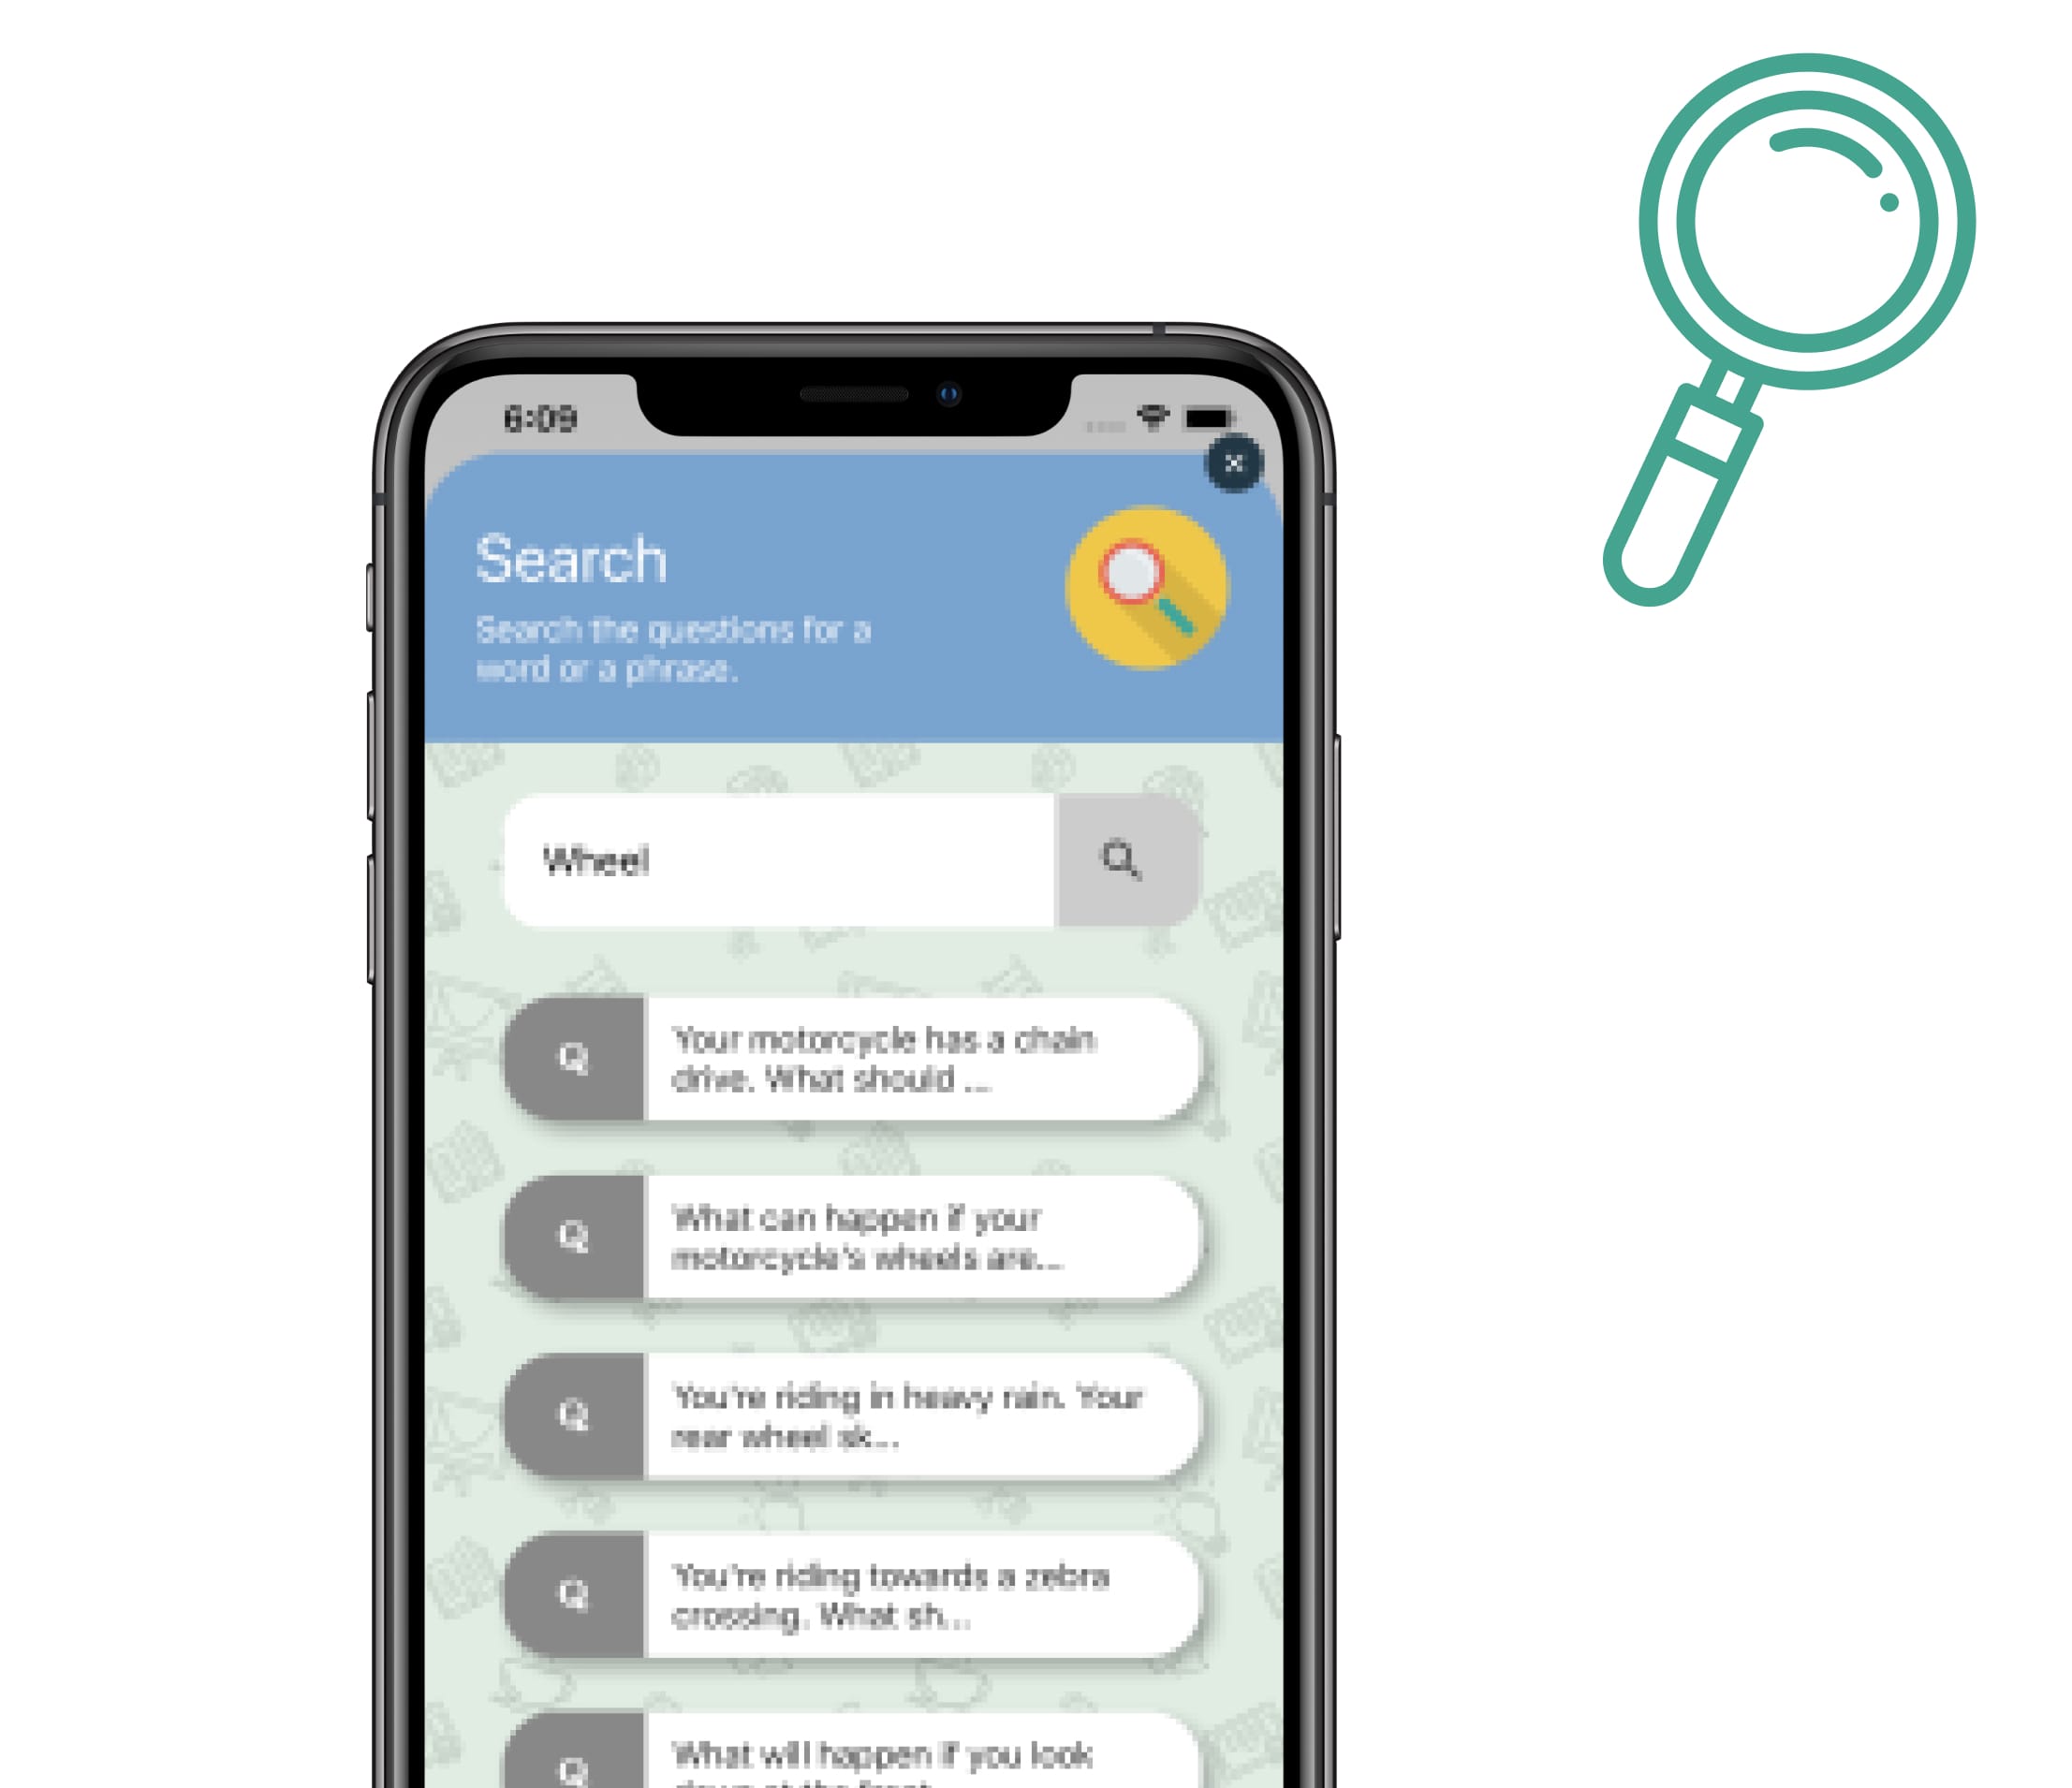 6:09
Search
Search the questions for a
word or a phrase.
Wheel
Your motorcycle has a chain
drive. What should ...
What can happen if your
motorcycle's wheels are...
You're riding in heavy rain. Your
rear wheel sk...
You're riding towards a zebra
crossing. What sh...
What will happen if you look